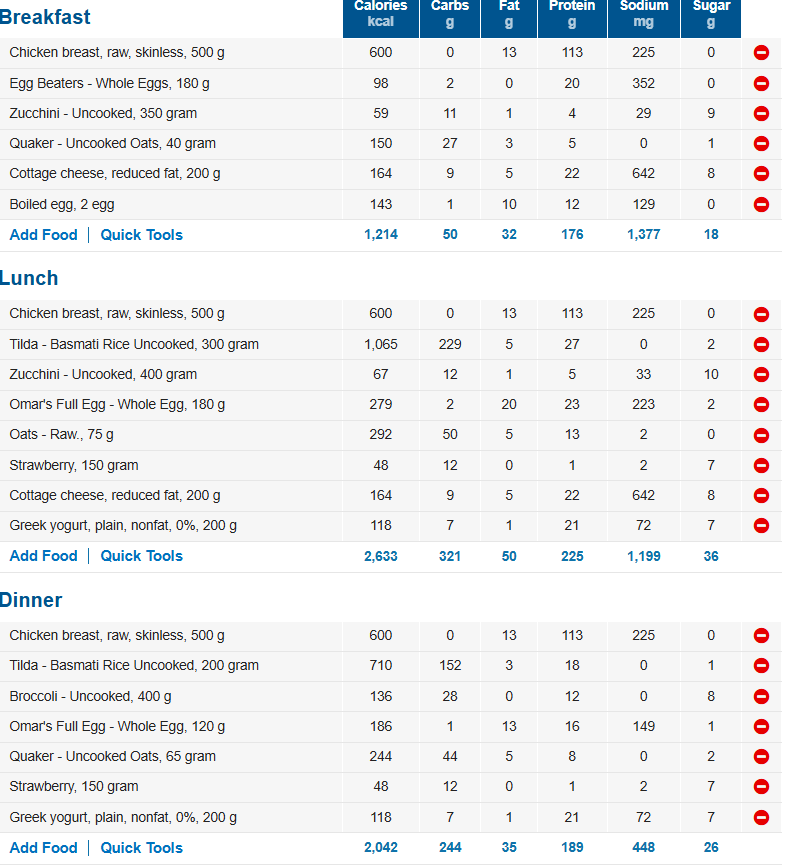 Breakfast Calories Carbs Fat Protein Sodium Sugar
kcal g g g mg g
Chicken breast, raw, skinless, 500 g 600 0 13 113 225 0
Egg Beaters - Whole Eggs, 180 g 98 2 0 20 352 0
Zucchini - Uncooked, 350 gram 59 11 1 4 29 9
Quaker - Uncooked Oats, 40 gram 150 27 3 5 0 1
Cottage cheese, reduced fat, 200 g 164 9 5 22 642 8
Boiled egg, 2 egg 143 1 10 12 129 0
Add Food | Quick Tools 1,214 50 32 176 1,377 18
Lunch
Chicken breast, raw, skinless, 500 g 600 0 13 113 225 0
Tilda - Basmati Rice Uncooked, 300 gram 1,065 229 5 27 0 2
Zucchini - Uncooked, 400 gram 67 12 1 5 33 10
Omar's Full Egg - Whole Egg, 180 g 279 2 20 23 223 2
Oats - Raw., 75 g 292 50 5 13 2 0
Strawberry, 150 gram 48 12 0 1 2 7
Cottage cheese, reduced fat, 200 g 164 9 5 22 642 8
Greek yogurt, plain, nonfat, 0%, 200 g 118 7 1 21 72 7
Add Food | Quick Tools 2,633 321 50 225 1,199 36
Dinner
Chicken breast, raw, skinless, 500 g 600 0 13 113 225 0
Tilda - Basmati Rice Uncooked, 200 gram 710 152 3 18 0 1
Broccoli - Uncooked, 400 g 136 28 0 12 0 8
Omar's Full Egg - Whole Egg, 120 g 186 1 13 16 149 1
Quaker - Uncooked Oats, 65 gram 244 44 5 8 0 2
Strawberry, 150 gram 48 12 0 1 2 7
Greek yogurt, plain, nonfat, 0%, 200 g 118 7 1 21 72 7
Add Food | Quick Tools 2,042 244 35 189 448 26